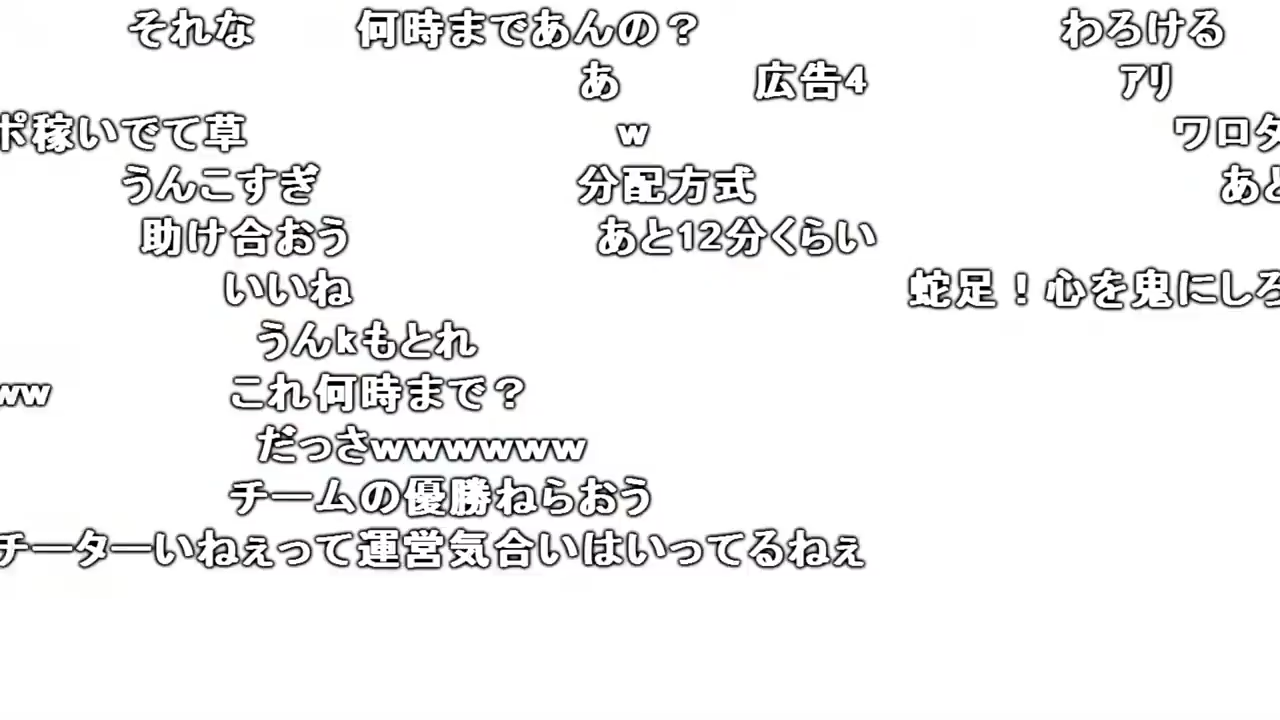 それな 何時まであんの？ わろける
あ 広告4 ｱﾘ
ポ稼いでて草 w ワロタ
うんこすぎ 分配方式 あと
助け合おう あと12分くらい
いいね 蛇足！心を鬼にしろ
うんkもとれ
ww これ何時まで？
だっさwwwwwww
チームの優勝ねらおう
チーターいねぇって運営気合いはいってるねぇ